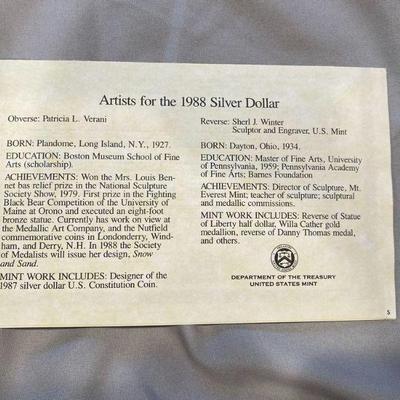 Artists for the 1988 Silver Dollar
Obverse: Patricia L. Verani
BORN: Plandome, Long Island, N.Y., 1927.
EDUCATION: Boston Museum School of Fine
Arts (scholarship).
ACHIEVEMENTS: Won the Mrs. Louis Ben-
net bas relief prize in the National Sculpture
Society Show, 1979. First prize in the Fighting
Black Bear Competition of the University of
Maine at Orono and executed an eight-foot
bronze statue. Currently has work on view at
the Medallic Art Company, and the Nutfield
commemorative coins in Londonderry, Wind-
ham, and Derry, N.H. In 1988 the Society
of Medalists will issue her design, Snow
and Sand.
MINT WORK INCLUDES: Designer of the
1987 silver dollar U.S. Constitution Coin.
Reverse: Sherl J. Winter
Sculptor and Engraver, U.S. Mint
BORN: Dayton, Ohio, 1934.
EDUCATION: Master of Fine Arts, University
of Pennsylvania, 1959; Pennsylvania Academy
of Fine Arts; Barnes Foundation
ACHIEVEMENTS: Director of Sculpture, Mt.
Everest Mint; teacher of sculpture; sculptural
and medallic commissions.
MINT WORK INCLUDES: Reverse of Statue
of Liberty half dollar, Willa Cather gold
medallion, reverse of Danny Thomas medal,
and others.
DEPARTMENT OF THE TREASURY
UNITED STATES MINT
5